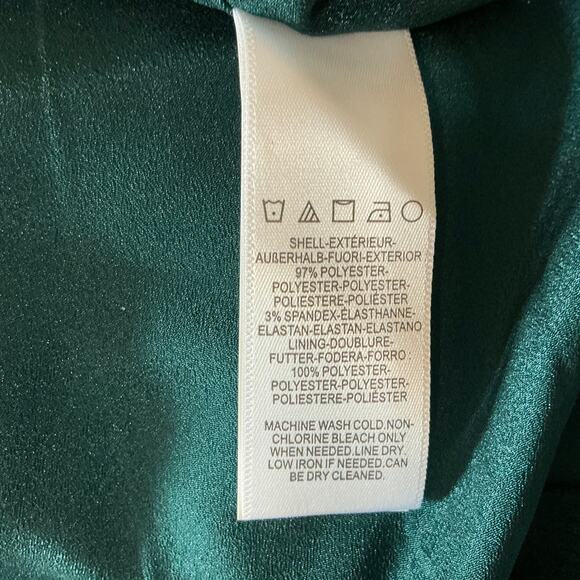 SHELL-EXTÉRIEUR-
AUßERHALB-FUORI-EXTERIOR
97% POLYESTER-
POLYESTER-POLYESTER-
POLIESTERE-POLIÉSTER
3% SPANDEX-ÉLASTHANNE-
ELASTAN-ELASTAN-ELASTANO
LINING-DOUBLURE-
FUTTER-FODERA-FORRO :
100% POLYESTER-
POLYESTER-POLYESTER-
POLIESTERE-POLIÉSTER
MACHINE WASH COLD.NON-
CHLORINE BLEACH ONLY
WHEN NEEDED.LINE DRY.
LOW IRON IF NEEDED.CAN
BE DRY CLEANED.